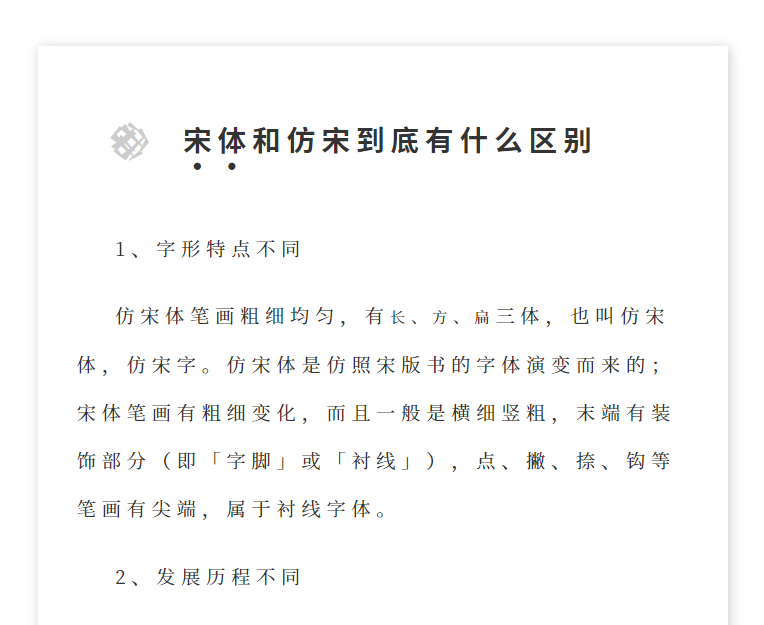 宋体和仿宋到底有什么区别
1、字形特点不同
仿宋体笔画粗细均匀，有长、方、扁三体，也叫仿宋
体，仿宋字。仿宋体是仿照宋版书的字体演变而来的；
宋体笔画有粗细变化，而且一般是横细竖粗，末端有装
饰部分（即「字脚」或「衬线」），点、撇、捺、钩等
笔画有尖端，属于衬线字体。
2、发展历程不同